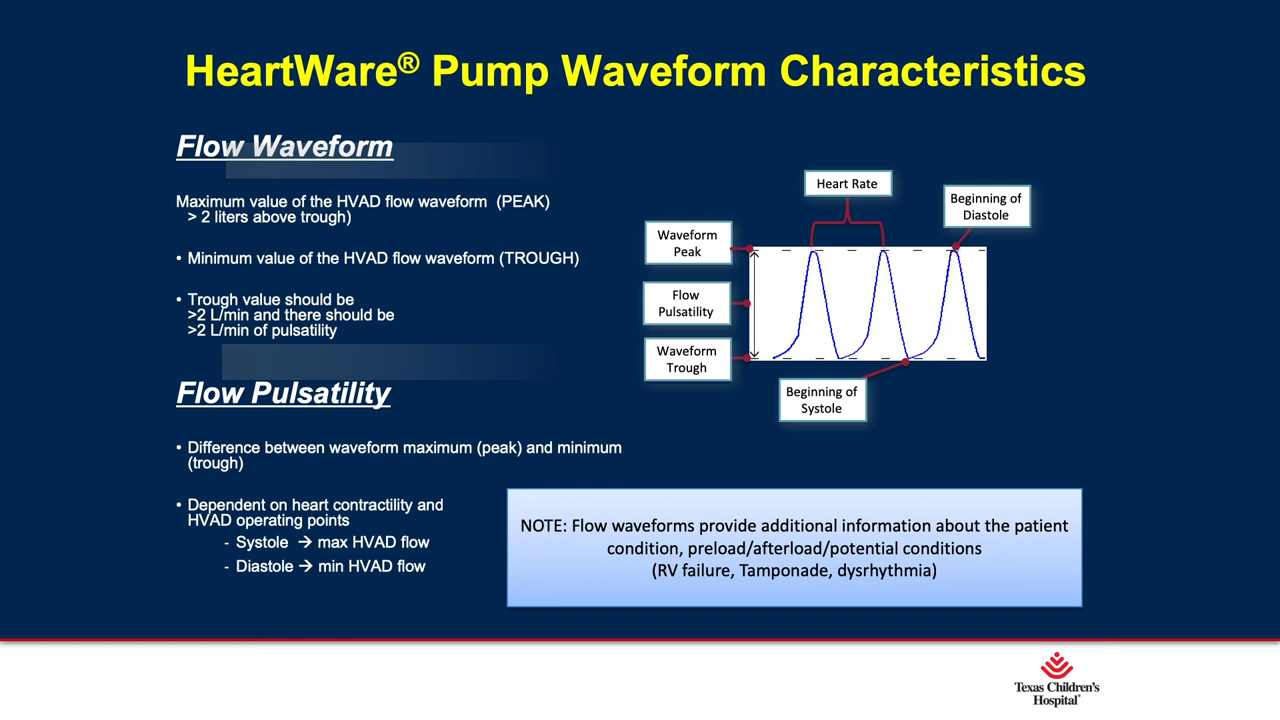 HeartWare® Pump Waveform Characteristics
Flow Waveform
Maximum value of the HVAD flow waveform (PEAK)
> 2 liters above trough)
• Minimum value of the HVAD flow waveform (TROUGH)
• Trough value should be
>2 L/min and there should be
>2 L/min of pulsatility
Flow Pulsatility
• Difference between waveform maximum (peak) and minimum
(trough)
• Dependent on heart contractility and
HVAD operating points
- Systole → max HVAD flow
- Diastole → min HVAD flow
Heart Rate
Beginning of
Diastole
Waveform
Peak
Flow
Pulsatility
Waveform
Trough
Beginning of
Systole
NOTE: Flow waveforms provide additional information about the patient
condition, preload/afterload/potential conditions
(RV failure, Tamponade, dysrhythmia)
Texas Children's
Hospital®